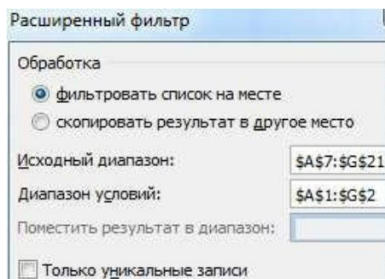 Расширенный фильтр
Обработка
фильтровать список на месте
скопировать результат в другое место
Исходный диапазон: $A$7:$G$21
Диапазон условий: $A$1:$G$2
Поместить результат в диапазон:
Только уникальные записи